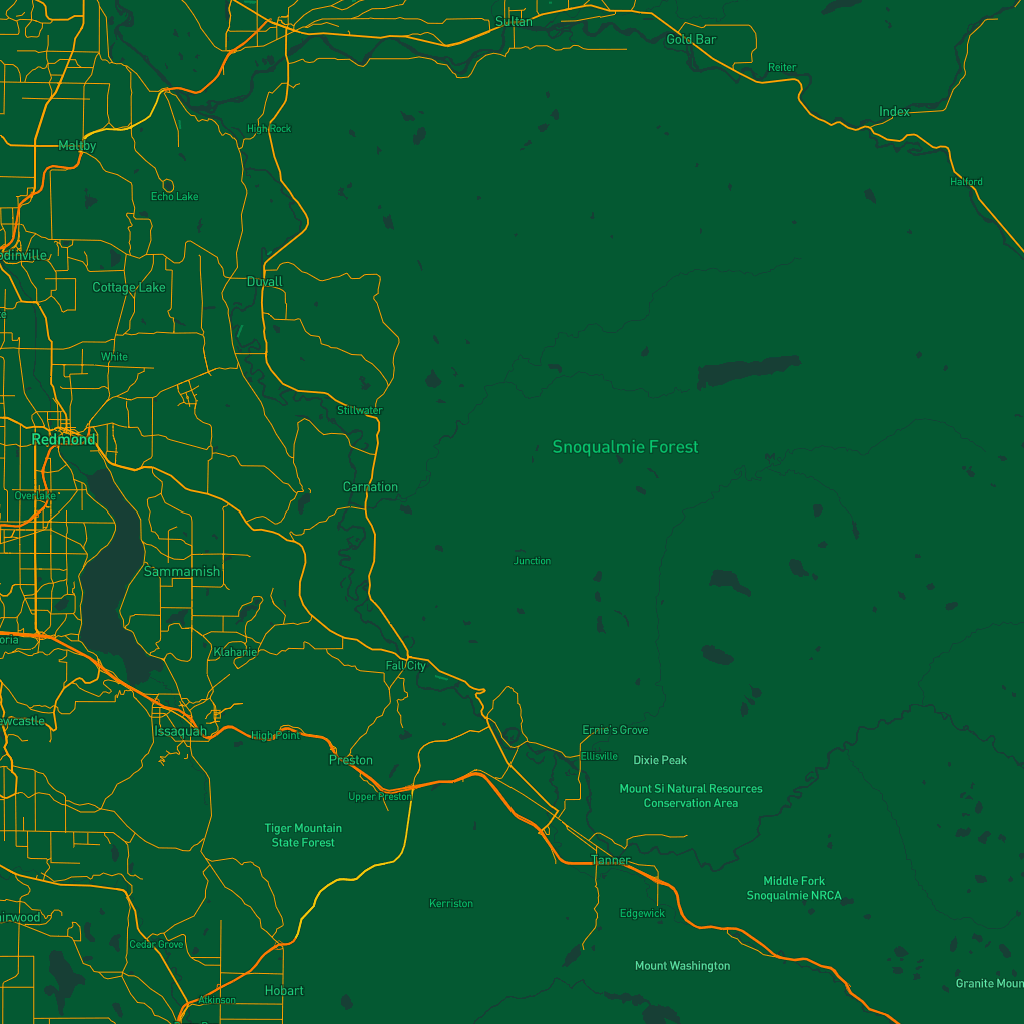 Sultan
Gold Bar
Reiter
Index
High Rock
Maltby
Halford
Echo Lake
odinville
Duvall
Cottage Lake
White
Stillwater
Redmond
Snoqualmie Forest
Carnation
Overlake
Junction
Sammamish
oria
Klahanie
Fall City
ewcastle
Issaquah
High Point
Ernie's Grove
Ellisville
Preston
Dixie Peak
Upper Preston
Mount Si Natural Resources
Conservation Area
Tiger Mountain
State Forest
Tanner
Middle Fork
Snoqualmie NRCA
Kerriston
Edgewick
airwood
Cedar Grove
Mount Washington
Granite Moun
Hobart
Atkinson